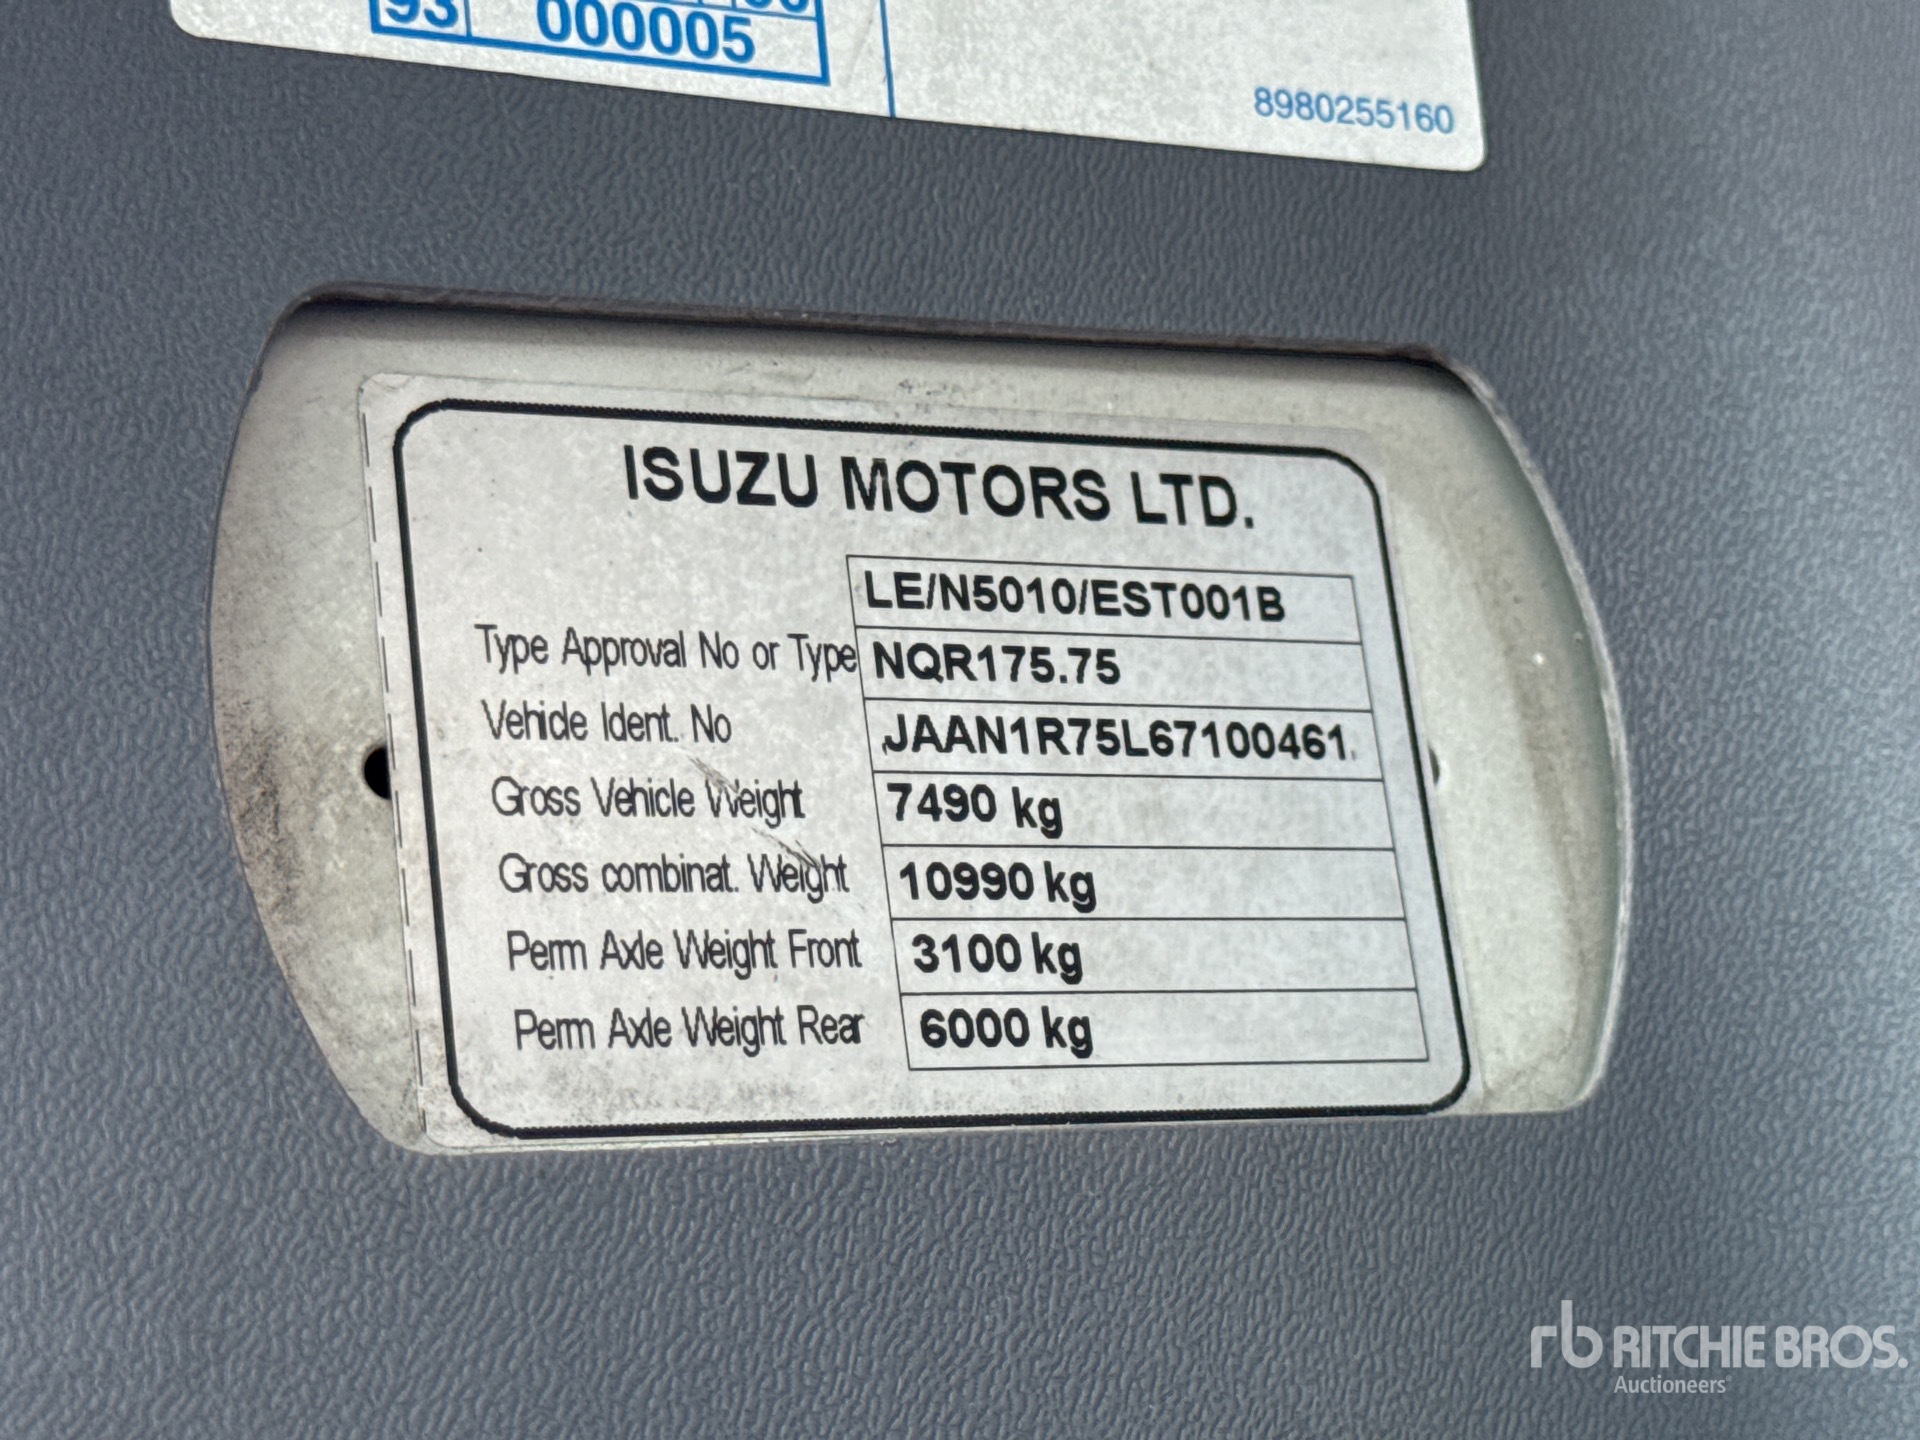 93 000005
8980255160
ISUZU MOTORS LTD.
LE/N5010/EST001B
Type Approval No or Type NQR175.75
Vehicle Ident. No JAAN1R75L67100461
Gross Vehicle Weight 7490 kg
Gross combinat. Weight 10990 kg
Perm Axle Weight Front 3100 kg
Perm Axle Weight Rear 6000 kg
rb RITCHIE BROS.
Auctioneers